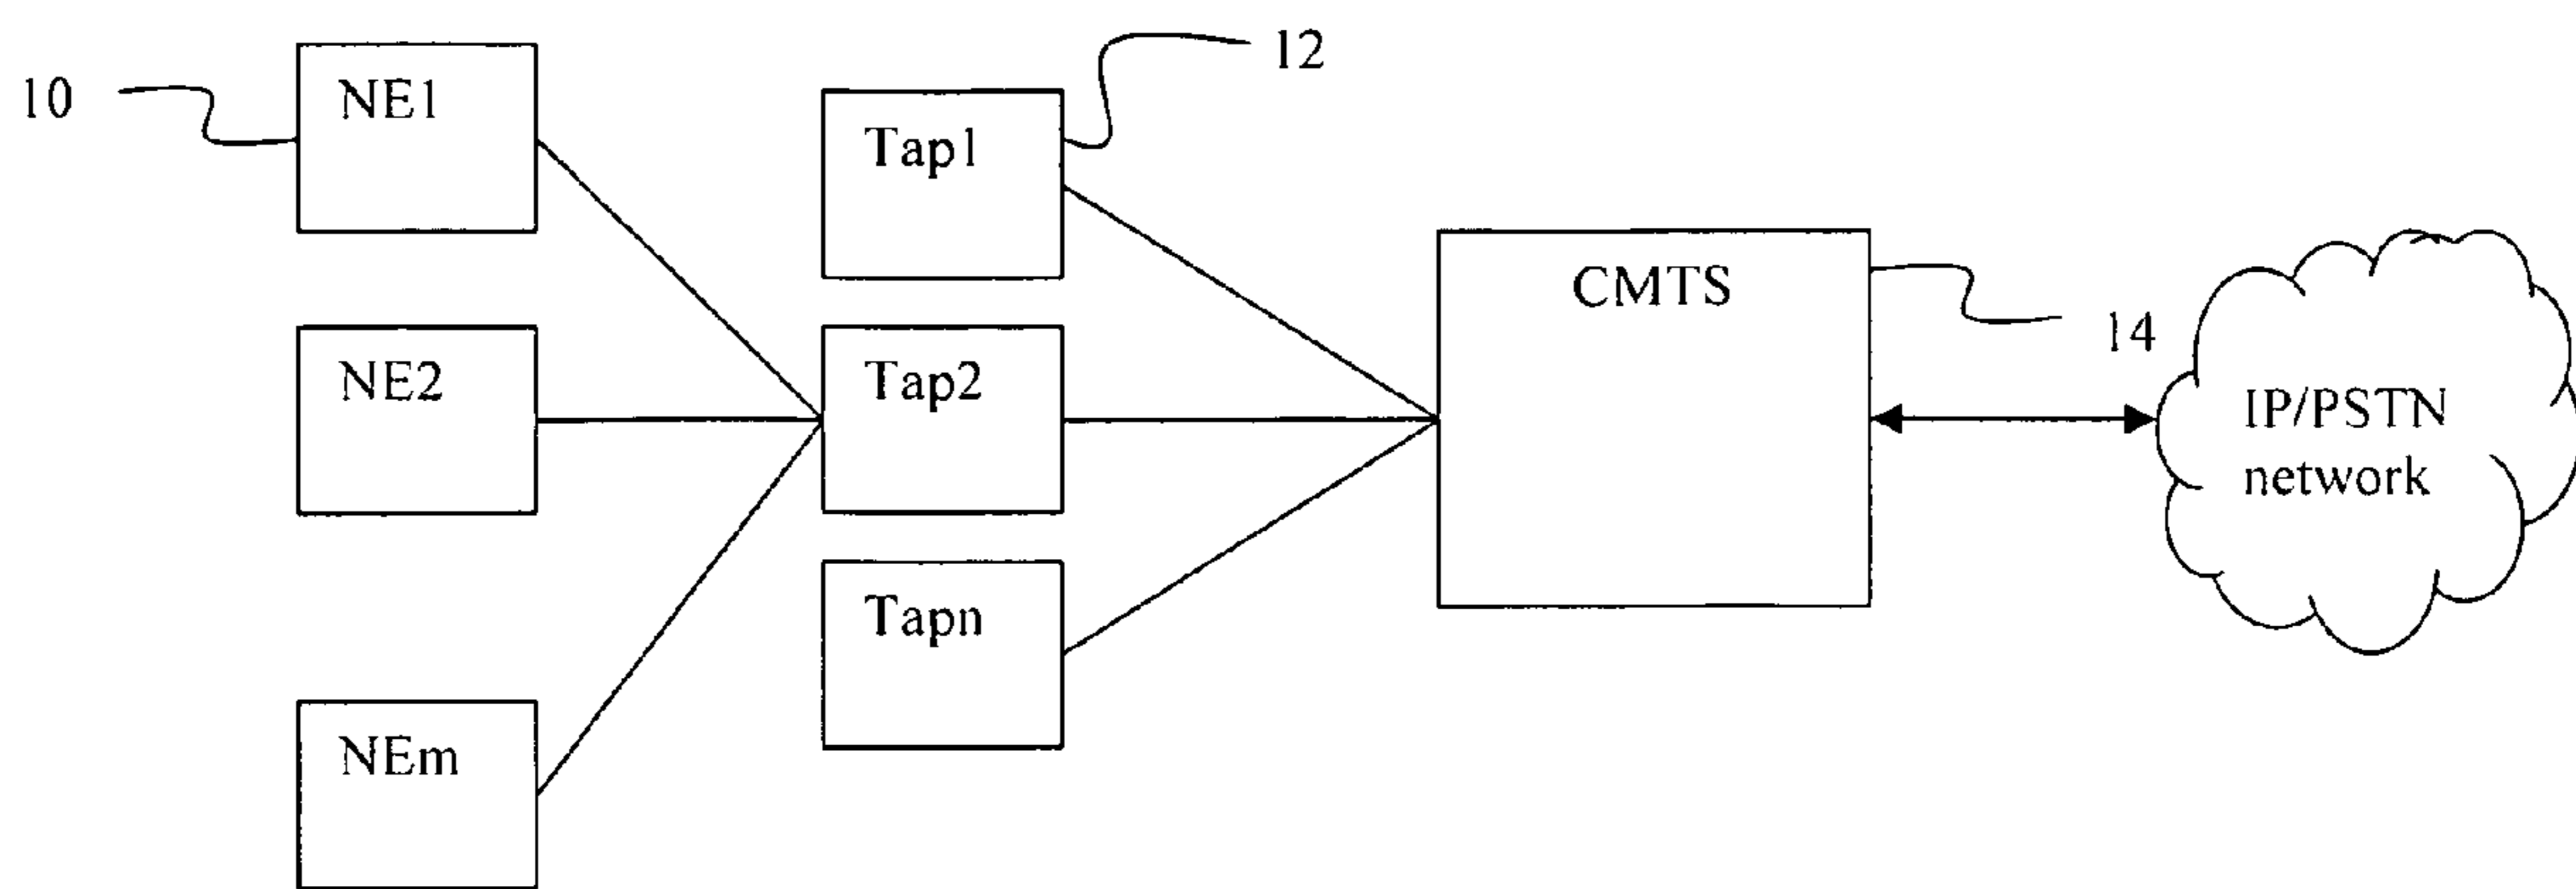 10
NE1
NE2
NEm
12
Tap1
Tap2
Tapn
CMTS
14
IP/PSTN
network